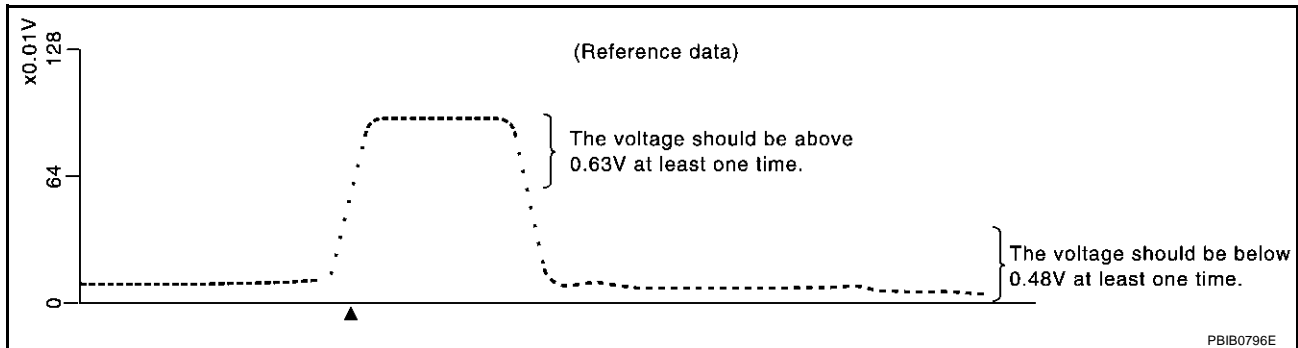 x0.01V
128
64
0
(Reference data)
The voltage should be above
0.63V at least one time.
The voltage should be below
0.48V at least one time.
PBIB0796E